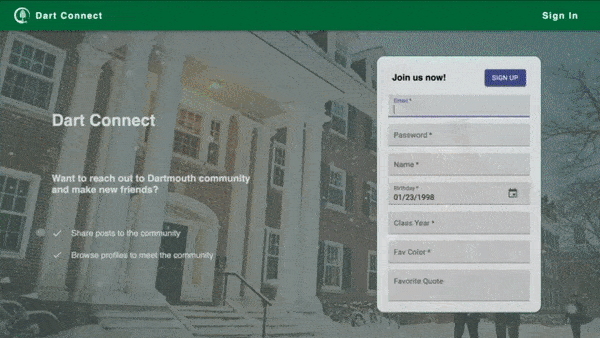 Dart Connect
Sign In
Dart Connect
Want to reach out to Dartmouth community
and make new friends?
Share posts to the community
Browse profiles to meet the community
Join us now!
SIGN UP
Email *
Password *
Name *
Birthday *
01/23/1998
Class Year *
Fav Color *
Favorite Quote